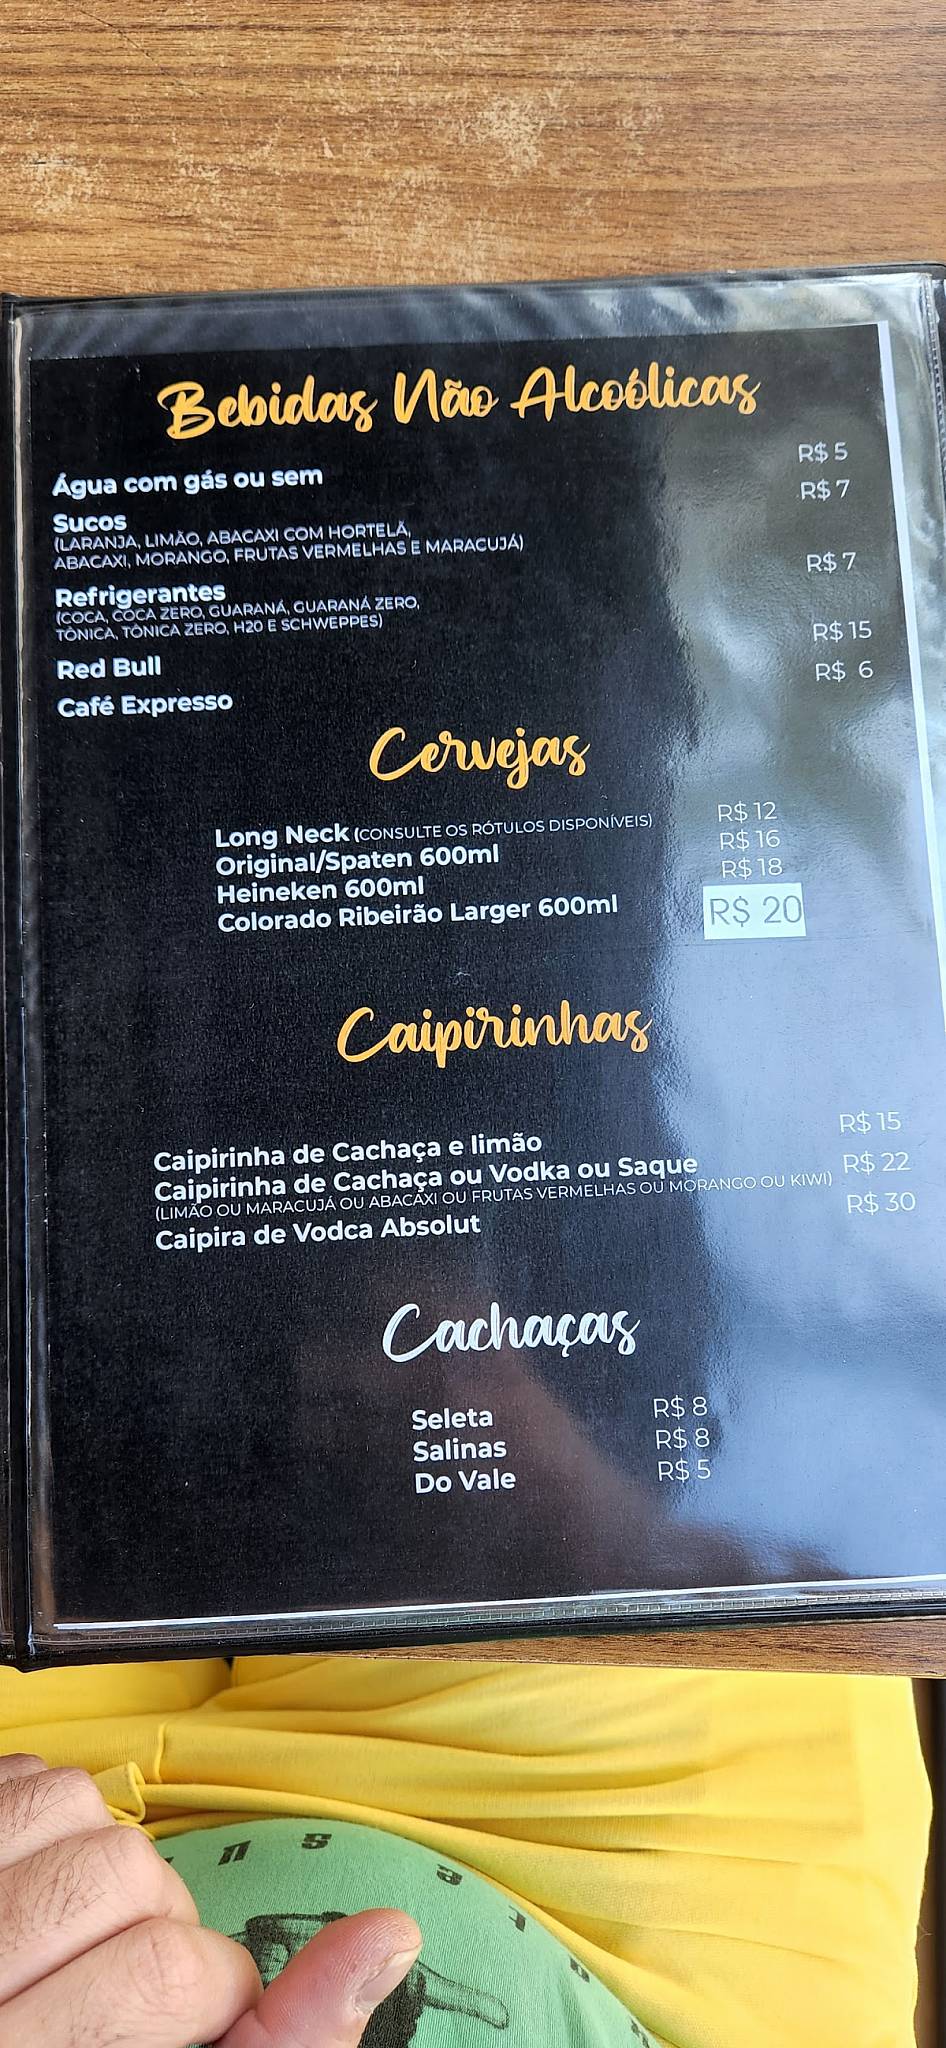 Bebidas Não Alcoólicas
Água com gás ou sem R$ 5
Sucos R$ 7
(LARANJA, LIMÃO, ABACAXI COM HORTELÃ,
ABACAXI, MORANGO, FRUTAS VERMELHAS E MARACUJÁ)
Refrigerantes R$ 7
(COCA, COCA ZERO, GUARANÁ, GUARANÁ ZERO,
TÔNICA, TÔNICA ZERO, H20 E SCHWEPPES)
Red Bull R$ 15
Café Expresso R$ 6
Cervejas
Long Neck (CONSULTE OS RÓTULOS DISPONÍVEIS) R$ 12
Original/Spaten 600ml R$ 16
Heineken 600ml R$ 18
Colorado Ribeirão Larger 600ml R$ 20
Caipirinhas
Caipirinha de Cachaça e limão R$ 15
Caipirinha de Cachaça ou Vodka ou Saque R$ 22
(LIMÃO OU MARACUJÁ OU ABACAXI OU FRUTAS VERMELHAS OU MORANGO OU KIWI)
Caipira de Vodca Absolut R$ 30
Cachaças
Seleta R$ 8
Salinas R$ 8
Do Vale R$ 5